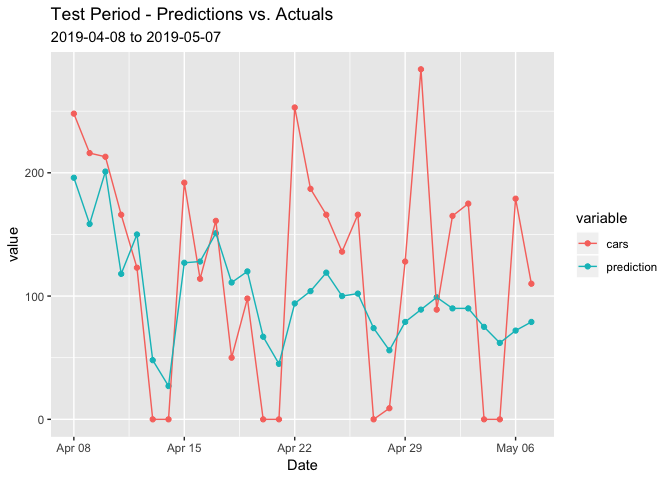 Test Period - Predictions vs. Actuals
2019-04-08 to 2019-05-07
value
200
100
0
Apr 08
Apr 15
Apr 22
Apr 29
May 06
Date
variable
cars
prediction